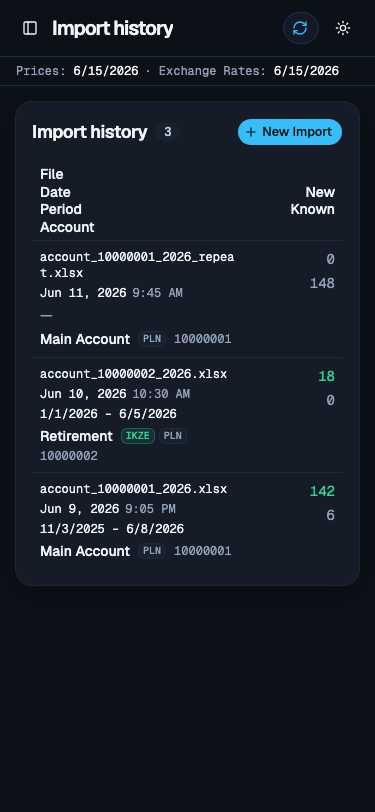 Import history
Prices: 6/15/2026 · Exchange Rates: 6/15/2026
Import history 3
+ New Import
File
Date New
Period Known
Account
account_10000001_2026_repea 0
t.xlsx
Jun 11, 2026 9:45 AM 148
—
Main Account PLN 10000001
account_10000002_2026.xlsx 18
Jun 10, 2026 10:30 AM 0
1/1/2026 – 6/5/2026
Retirement IKZE PLN
10000002
account_10000001_2026.xlsx 142
Jun 9, 2026 9:05 PM 6
11/3/2025 – 6/8/2026
Main Account PLN 10000001